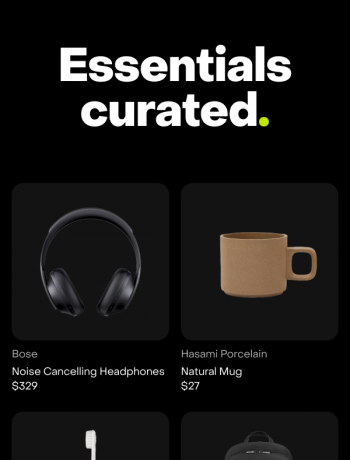 Essentials
curated.
Bose
Noise Cancelling Headphones
$329
Hasami Porcelain
Natural Mug
$27